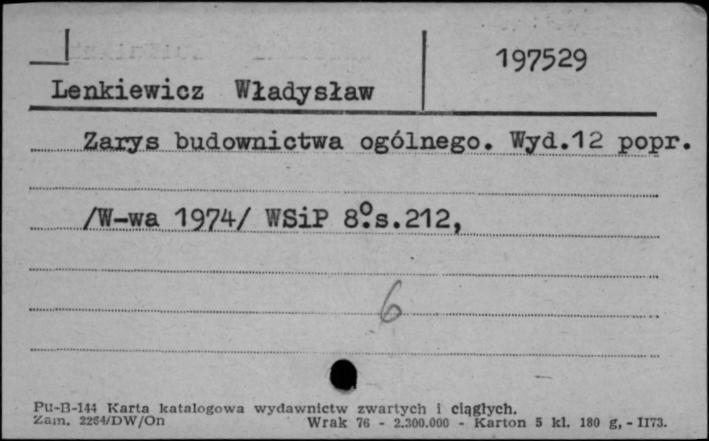 197529
Lenkiewicz Władysław
Zarys budownictwa ogólnego. Wyd.12 popr.
/W-wa 1974/ WSiP 8º.s.212,
6
Pu-B-144 Karta katalogowa wydawnictw zwartych i ciągłych.
Zam. 2264/DW/On Wrak 76 - 2.300.000 - Karton 5 kl. 180 g, - II73.